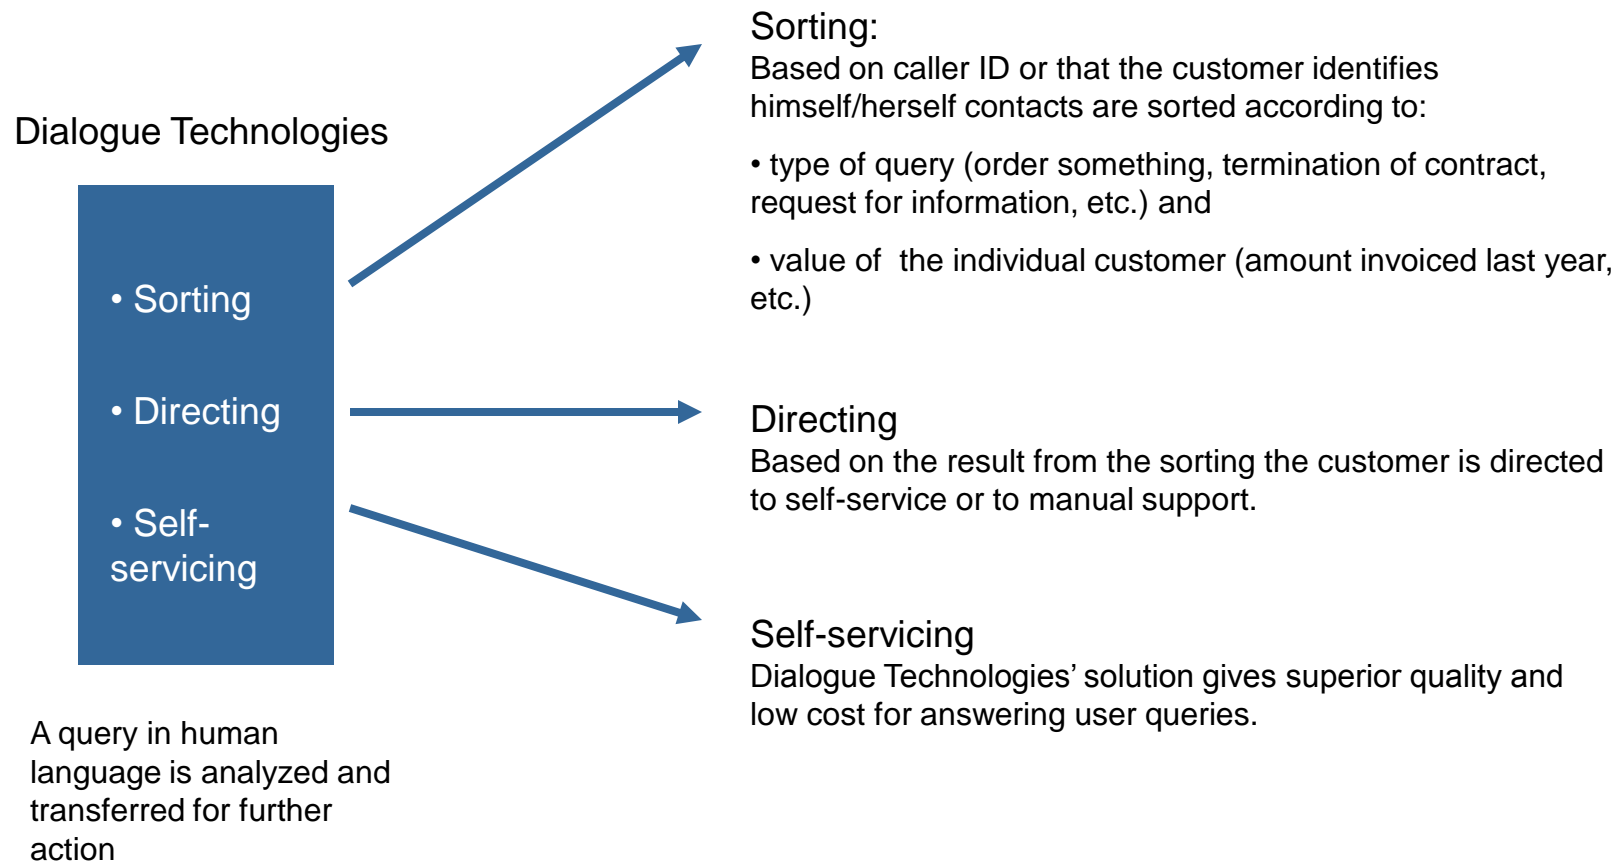 Dialogue Technologies
• Sorting
• Directing
• Self-
servicing
A query in human
language is analyzed and
transferred for further
action
Sorting:
Based on caller ID or that the customer identifies
himself/herself contacts are sorted according to:
• type of query (order something, termination of contract,
request for information, etc.) and
• value of  the individual customer (amount invoiced last year,
etc.)
Directing
Based on the result from the sorting the customer is directed
to self-service or to manual support.
Self-servicing
Dialogue Technologies’ solution gives superior quality and
low cost for answering user queries.